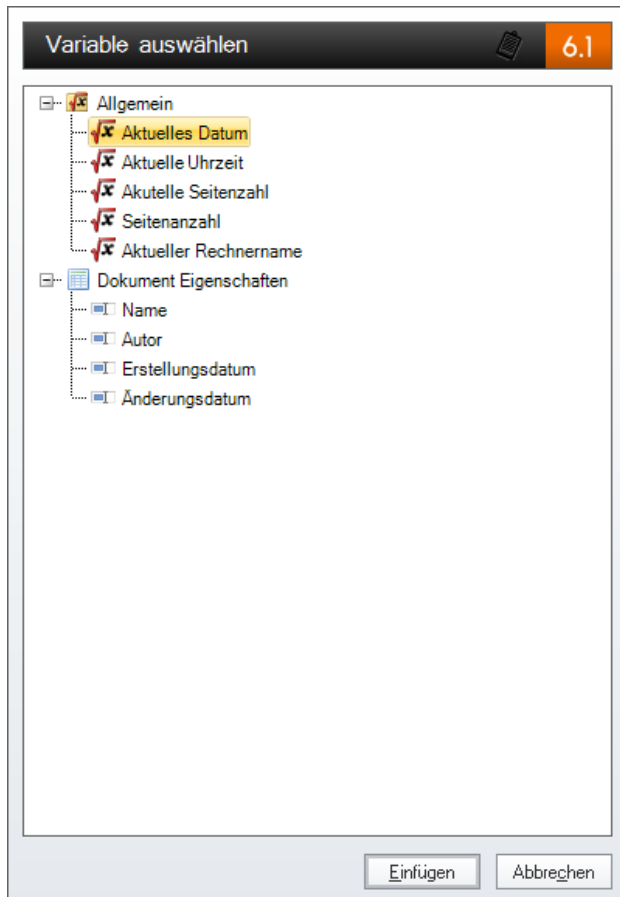 Variable auswählen
6.1
Allgemein
Aktuelles Datum
Aktuelle Uhrzeit
Akutelle Seitenzahl
Seitenanzahl
Aktueller Rechnername
Dokument Eigenschaften
Name
Autor
Erstellungsdatum
Änderungsdatum
Einfügen Abbrechen